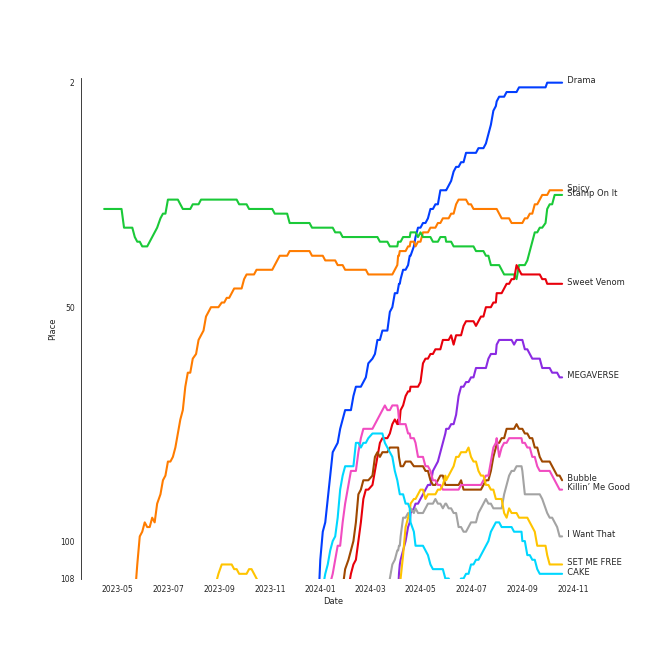 2
Drama
Spicy
Stamp On It
Sweet Venom
50
Place
MEGAVERSE
Bubble
Killin' Me Good
I Want That
100
SET ME FREE
CAKE
108
2023-05 2023-07 2023-09 2023-11 2024-01 2024-03 2024-05 2024-07 2024-09 2024-11
Date